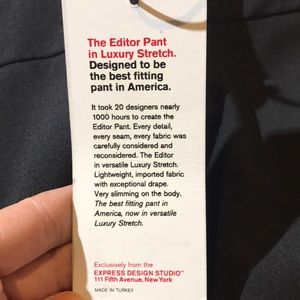 The Editor Pant
in Luxury Stretch.
Designed to be
the best fitting
pant in America.
It took 20 designers nearly
1000 hours to create the
Editor Pant. Every detail,
every seam, every fabric was
carefully considered and
reconsidered. The Editor
in versatile Luxury Stretch.
Lightweight, imported fabric
with exceptional drape.
Very slimming on the body.
The best fitting pant in
America, now in versatile
Luxury Stretch.
Exclusively from the
EXPRESS DESIGN STUDIO™
111 Fifth Avenue, New York
MADE IN TURKEY